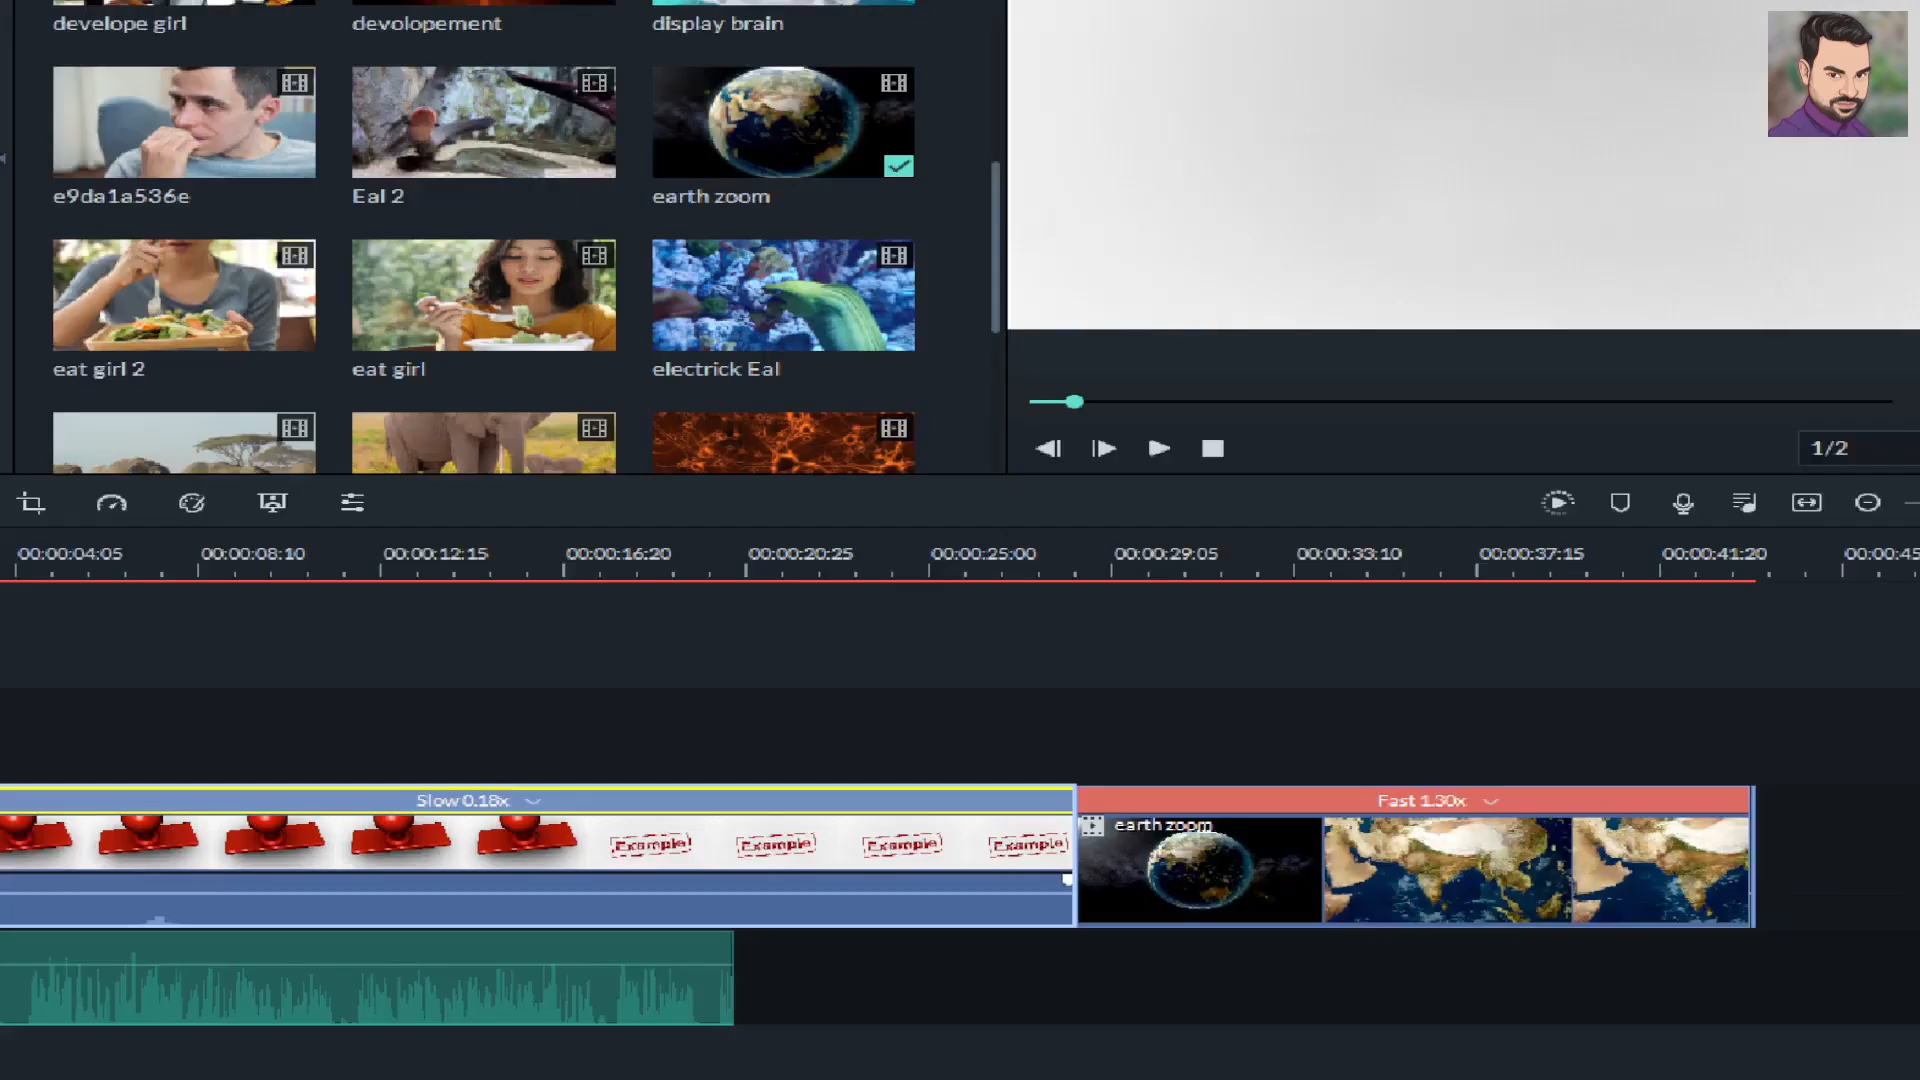 develope girl
devolopement
display brain
e9da1a536e
Eal 2
earth zoom
eat girl 2
eat girl
electrick Eal
1/2
00:00:04:05
00:00:08:10
00:00:12:15
00:00:16:20
00:00:20:25
00:00:25:00
00:00:29:05
00:00:33:10
00:00:37:15
00:00:41:20
00:00:45
Slow 0.18x
Fast 1.30x
earth zoom
Example
Example
Example
Example